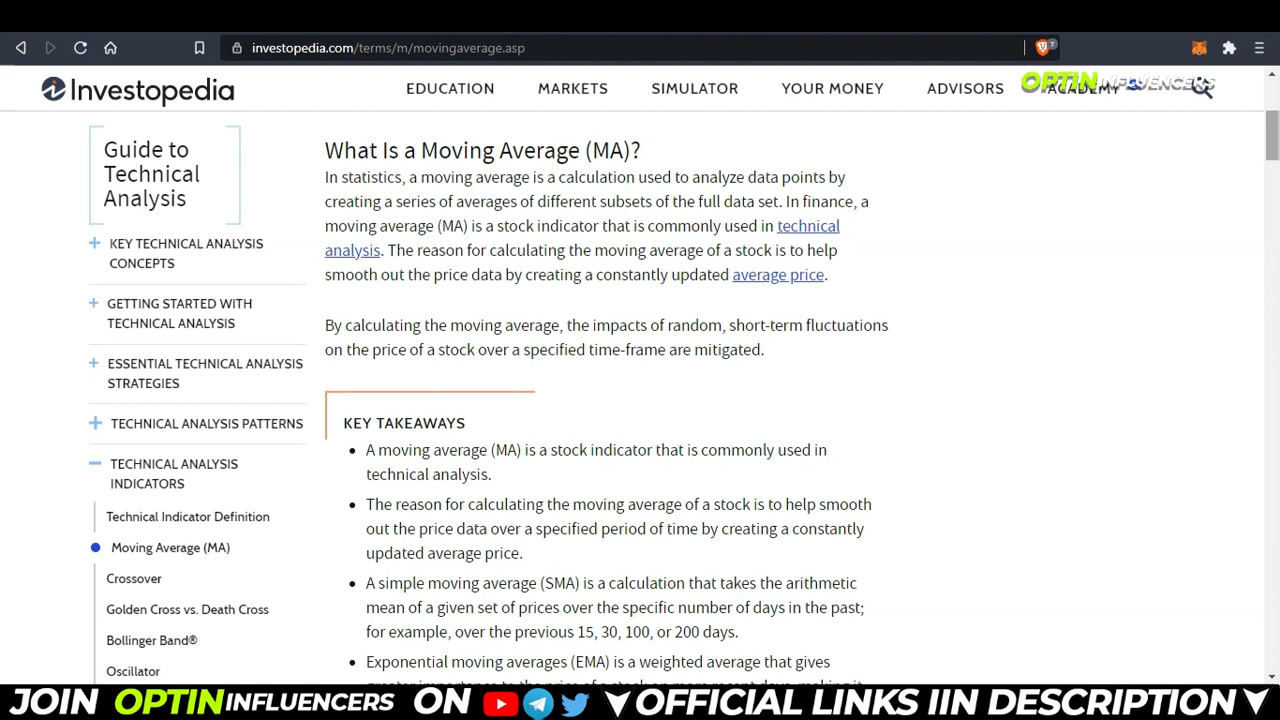 investopedia.com/terms/m/movingaverage.asp
7
Investopedia
EDUCATION MARKETS SIMULATOR YOUR MONEY ADVISORS ACADEMY
OPTIN INFLUENCERS
Guide to
Technical
Analysis
KEY TECHNICAL ANALYSIS
CONCEPTS
GETTING STARTED WITH
TECHNICAL ANALYSIS
ESSENTIAL TECHNICAL ANALYSIS
STRATEGIES
TECHNICAL ANALYSIS PATTERNS
TECHNICAL ANALYSIS
INDICATORS
Technical Indicator Definition
Moving Average (MA)
Crossover
Golden Cross vs. Death Cross
Bollinger Band®
Oscillator
What Is a Moving Average (MA)?
In statistics, a moving average is a calculation used to analyze data points by
creating a series of averages of different subsets of the full data set. In finance, a
moving average (MA) is a stock indicator that is commonly used in technical
analysis. The reason for calculating the moving average of a stock is to help
smooth out the price data by creating a constantly updated average price.
By calculating the moving average, the impacts of random, short-term fluctuations
on the price of a stock over a specified time-frame are mitigated.
KEY TAKEAWAYS
• A moving average (MA) is a stock indicator that is commonly used in
technical analysis.
• The reason for calculating the moving average of a stock is to help smooth
out the price data over a specified period of time by creating a constantly
updated average price.
• A simple moving average (SMA) is a calculation that takes the arithmetic
mean of a given set of prices over the specific number of days in the past;
for example, over the previous 15, 30, 100, or 200 days.
• Exponential moving averages (EMA) is a weighted average that gives
JOIN OPTIN INFLUENCERS ON OFFICIAL LINKS IIN DESCRIPTION